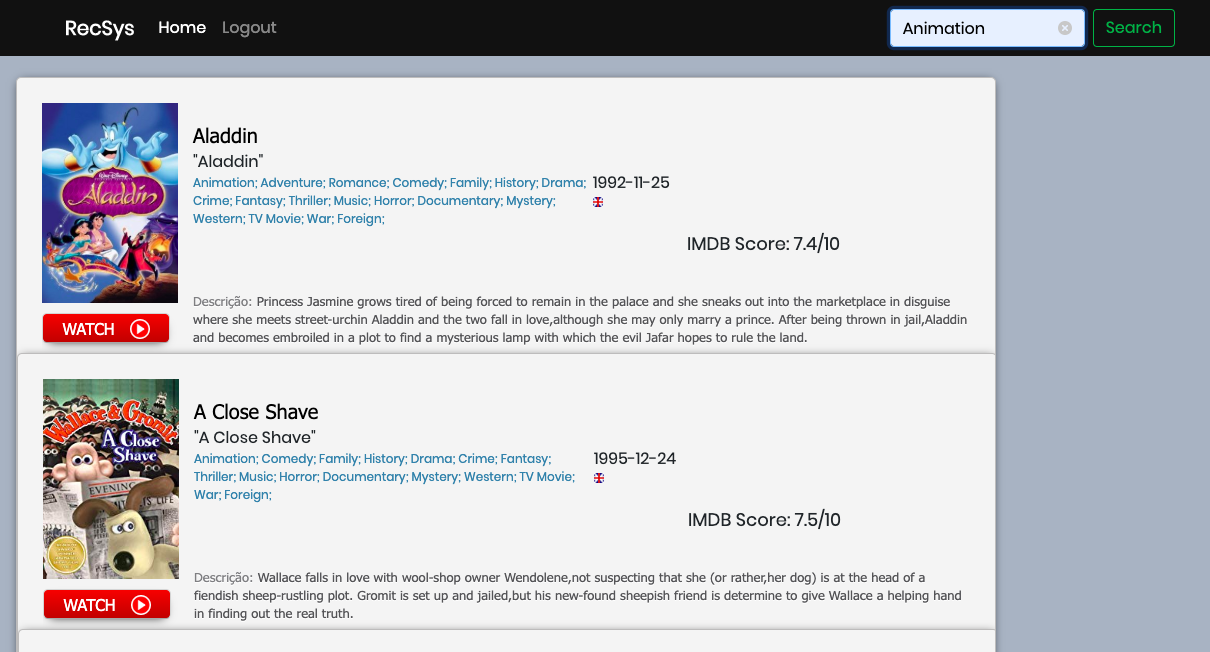 RecSys Home Logout Animation Search
WALT DISNEY
Aladdin
WATCH
Aladdin
"Aladdin"
Animation; Adventure; Romance; Comedy; Family; History; Drama;
Crime; Fantasy; Thriller; Music; Horror; Documentary; Mystery;
Western; TV Movie; War; Foreign;
1992-11-25
IMDB Score: 7.4/10
Descrição: Princess Jasmine grows tired of being forced to remain in the palace and she sneaks out into the marketplace in disguise
where she meets street-urchin Aladdin and the two fall in love,although she may only marry a prince. After being thrown in jail,Aladdin
and becomes embroiled in a plot to find a mysterious lamp with which the evil Jafar hopes to rule the land.
Wallace & Gromit
A Close
Shave
EVENING
IS LIFE
WATCH
A Close Shave
"A Close Shave"
Animation; Comedy; Family; History; Drama; Crime; Fantasy;
Thriller; Music; Horror; Documentary; Mystery; Western; TV Movie;
War; Foreign;
1995-12-24
IMDB Score: 7.5/10
Descrição: Wallace falls in love with wool-shop owner Wendolene,not suspecting that she (or rather,her dog) is at the head of a
fiendish sheep-rustling plot. Gromit is set up and jailed,but his new-found sheepish friend is determine to give Wallace a helping hand
in finding out the real truth.